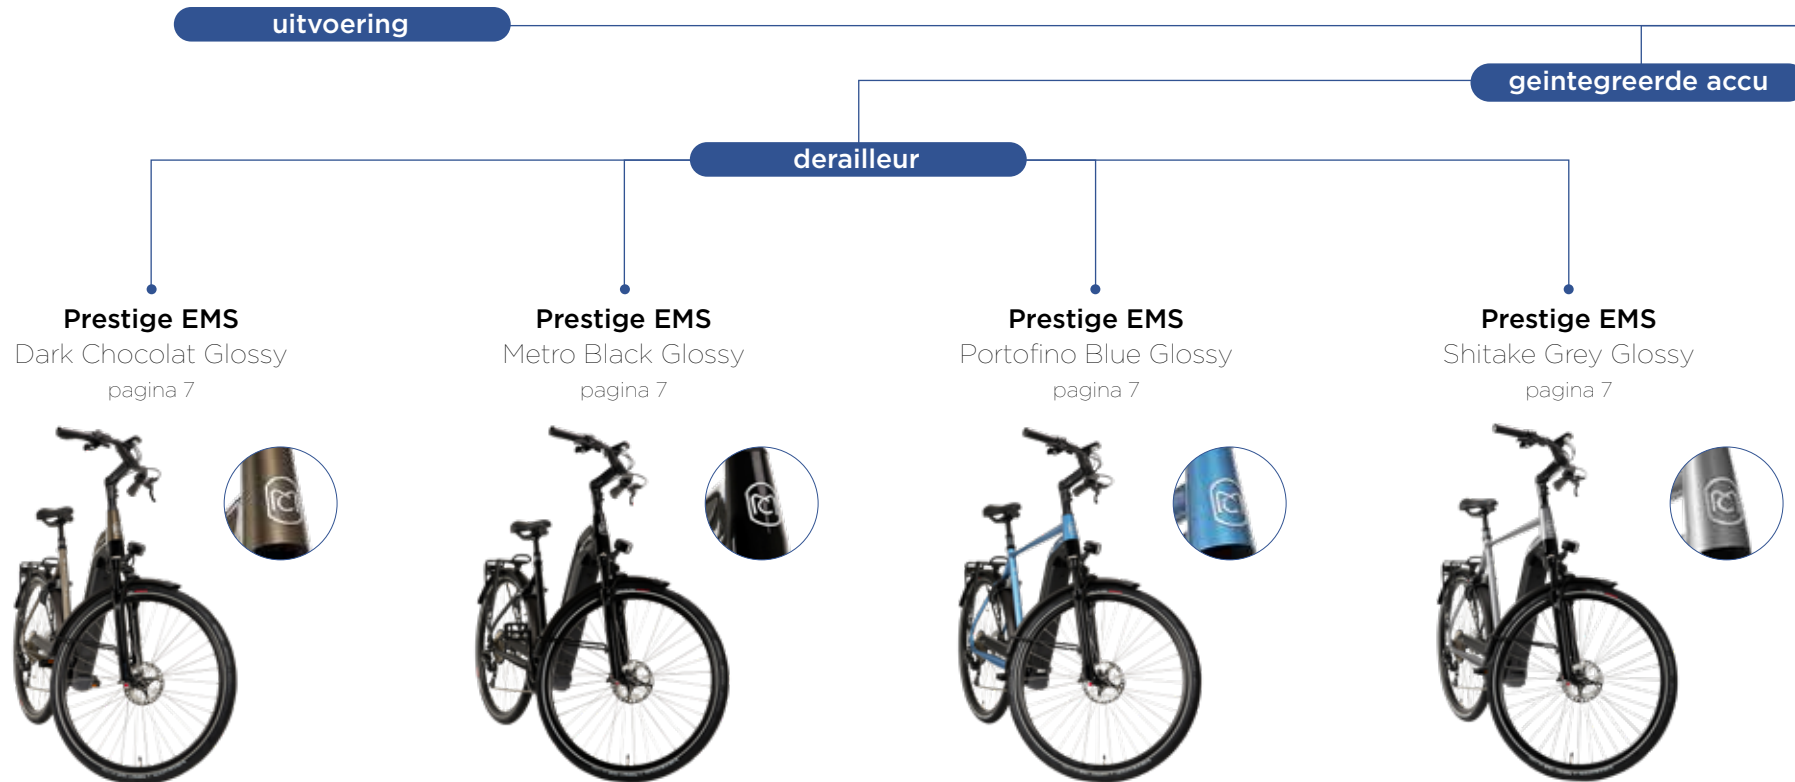 uitvoering
geintegreerde accu
derailleur
Prestige EMS
Dark Chocolat Glossy
pagina 7
Prestige EMS
Metro Black Glossy
pagina 7
Prestige EMS
Portofino Blue Glossy
pagina 7
Prestige EMS
Shitake Grey Glossy
pagina 7